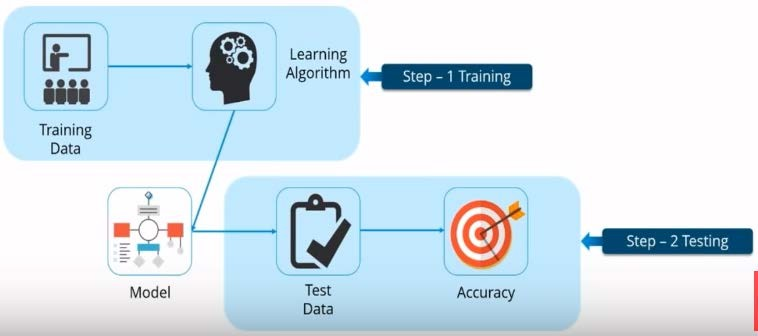 Learning
Algorithm
Step – 1 Training
Training
Data
Step – 2 Testing
Model
Test
Data
Accuracy